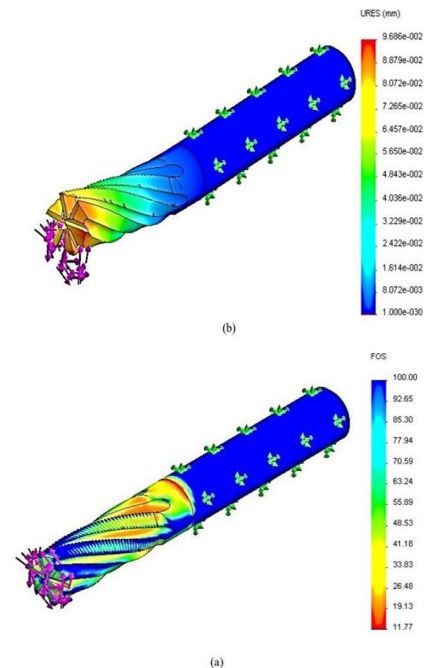 URES (mm)
9.686e-002
8.879e-002
8.072e-002
7.265e-002
6.457e-002
5.650e-002
4.843e-002
4.036e-002
3.229e-002
2.422e-002
1.614e-002
8.072e-003
1.000e-030
(b)
FOS
100.00
92.65
85.30
77.94
70.59
63.24
55.89
48.53
41.18
33.83
26.48
19.13
11.77
(a)